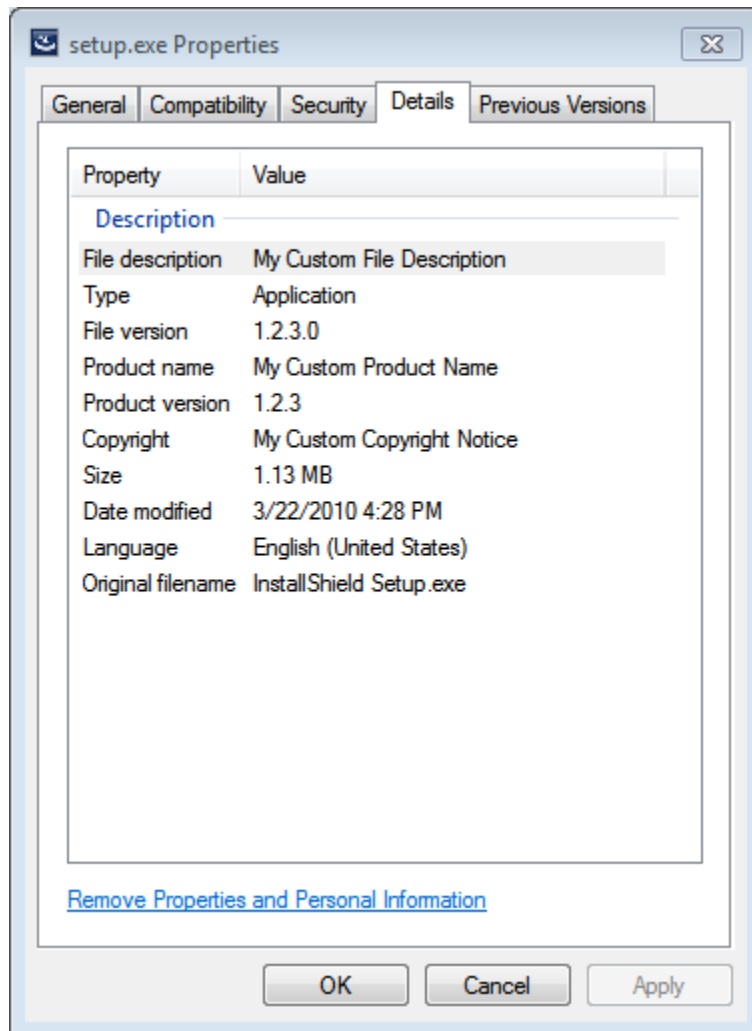 setup.exe Properties
General Compatibility Security Details Previous Versions
Property Value
Description
File description My Custom File Description
Type Application
File version 1.2.3.0
Product name My Custom Product Name
Product version 1.2.3
Copyright My Custom Copyright Notice
Size 1.13 MB
Date modified 3/22/2010 4:28 PM
Language English (United States)
Original filename InstallShield Setup.exe
Remove Properties and Personal Information
OK Cancel Apply